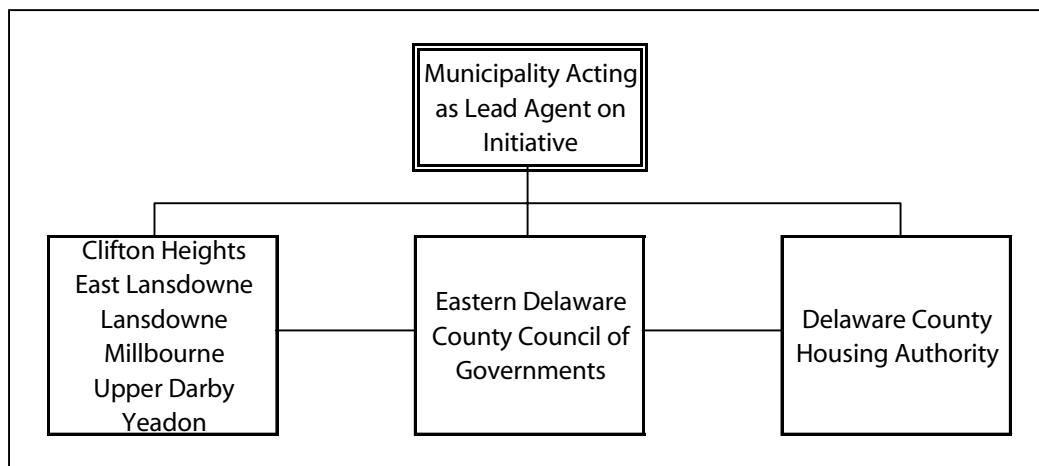 Municipality Acting
as Lead Agent on
Initiative
Clifton Heights
East Lansdowne
Lansdowne
Millbourne
Upper Darby
Yeadon
Eastern Delaware
County Council of
Governments
Delaware County
Housing Authority